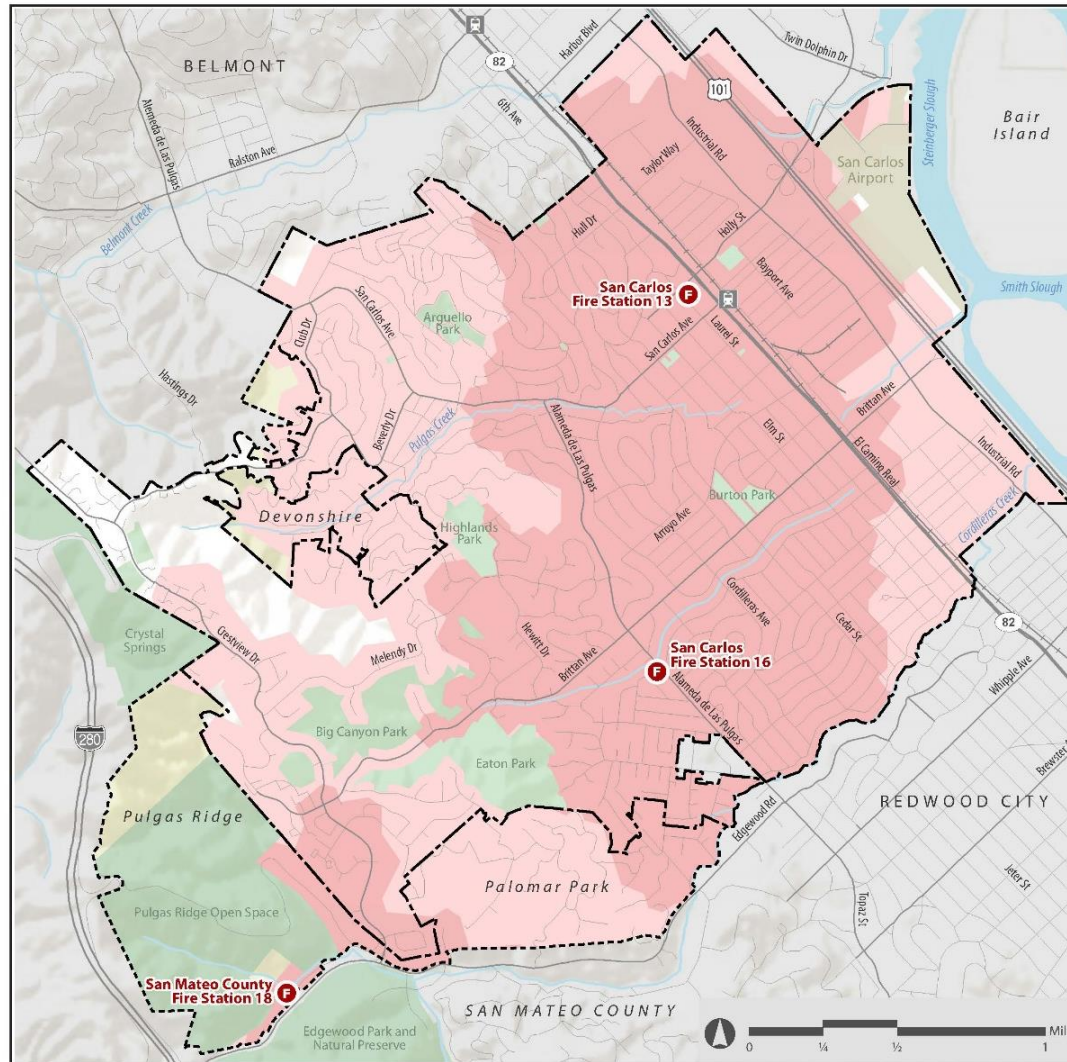 BELMONT
82
Harbor Blvd
Twin Dolphin Dr
101
6th Ave
Alameda de Las Pulgas
Ralston Ave
Industrial Rd
Taylor Way
Steinberger Slough
Bair
Island
San Carlos
Airport
Belmont Creek
Hull Dr
Holly St
Bayport Ave
Smith Slough
San Carlos
Fire Station 13
F
San Carlos Ave
Arguello
Park
San Carlos Ave
Laurel St
Club Dr
Hastings Dr
Beverly Dr
Pulgas Creek
Alameda de Las Pulgas
Elm St
Brittan Ave
El Camino Real
Industrial Rd
Burton Park
Devonshire
Highlands
Park
Arroyo Ave
Cordilleras Creek
Crystal
Springs
Crestview Dr
Melendy Dr
Hewitt Dr
Brittan Ave
Cordilleras Ave
Cedar St
82
San Carlos
Fire Station 16
F
Whipple Ave
Alameda de Las Pulgas
280
Big Canyon Park
Eaton Park
Brewster
Pulgas Ridge
REDWOOD CITY
Edgewood Rd
Palomar Park
Jeter St
Topaz St
Pulgas Ridge Open Space
San Mateo County
Fire Station 18
F
SAN MATEO COUNTY
Edgewood Park and
Natural Preserve
0 ¼ ½ 1
Mil